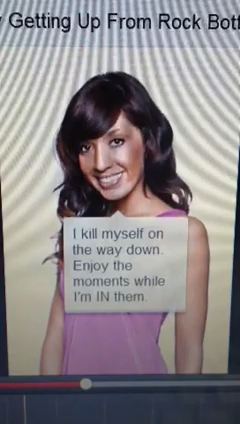 Getting Up From Rock Bott
I kill myself on
the way down.
Enjoy the
moments while
I'm IN them.